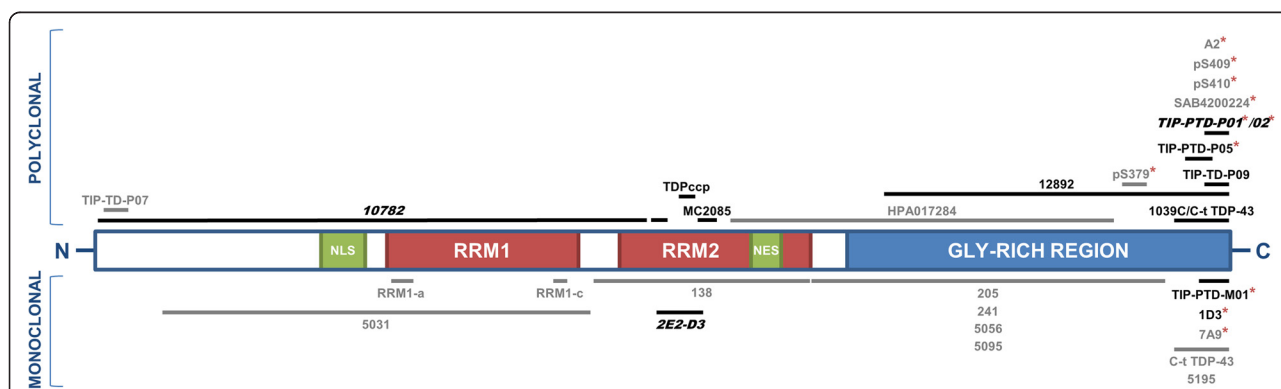 POLYCLONAL
A2*
pS409*
pS410*
SAB4200224*
TIP-PTD-P01*/02*
TIP-PTD-P05*
pS379* TIP-TD-P09
12892
TDPccp
TIP-TD-P07
10782 MC2085 HPA017284 1039C/C-t TDP-43
N NLS RRM1 RRM2 NES GLY-RICH REGION C
MONOCLONAL
RRM1-a RRM1-c 138 205 TIP-PTD-M01*
5031 2E2-D3 241 1D3*
5056 7A9*
5095
C-t TDP-43
5195